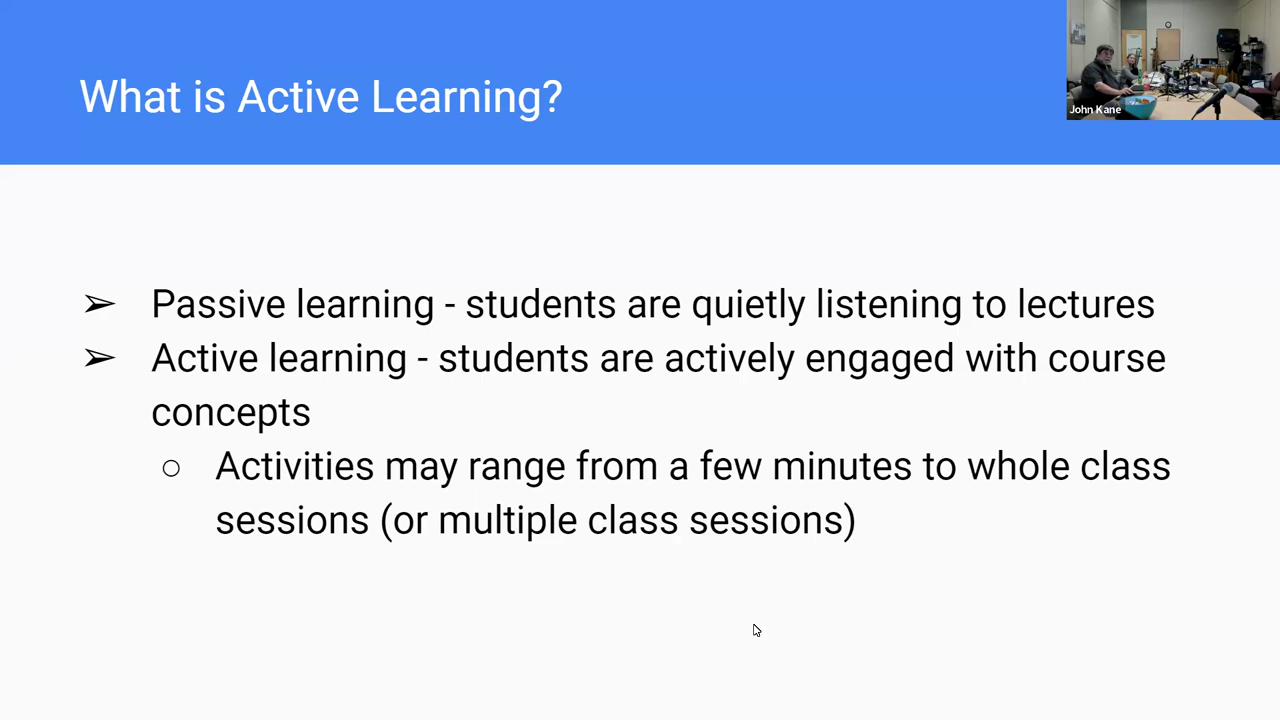 What is Active Learning?
John Kane
➢ Passive learning - students are quietly listening to lectures
➢ Active learning - students are actively engaged with course
concepts
○ Activities may range from a few minutes to whole class
sessions (or multiple class sessions)